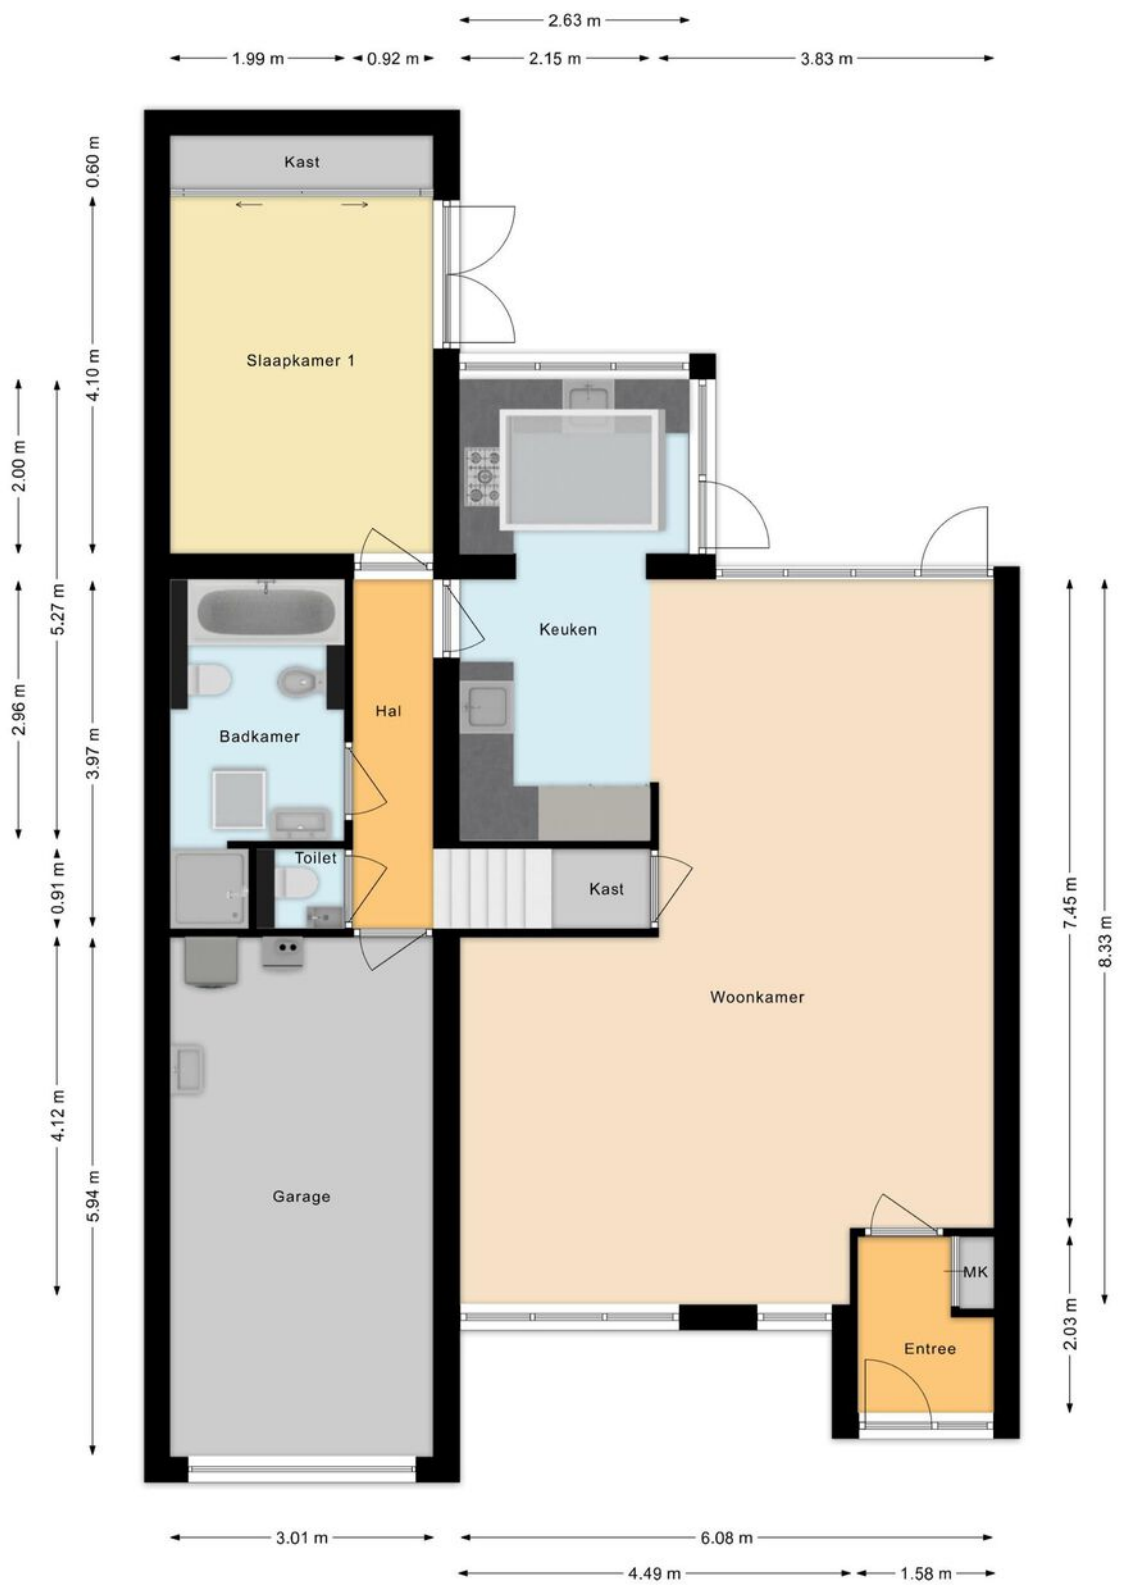 2.63 m
1.99 m
0.92 m
2.15 m
3.83 m
0.60 m
Kast
4.10 m
Slaapkamer 1
2.00 m
5.27 m
2.96 m
3.97 m
Keuken
Hal
Badkamer
Toilet
0.91 m
Kast
7.45 m
8.33 m
Woonkamer
4.12 m
5.94 m
Garage
MK
2.03 m
Entree
3.01 m
6.08 m
4.49 m
1.58 m